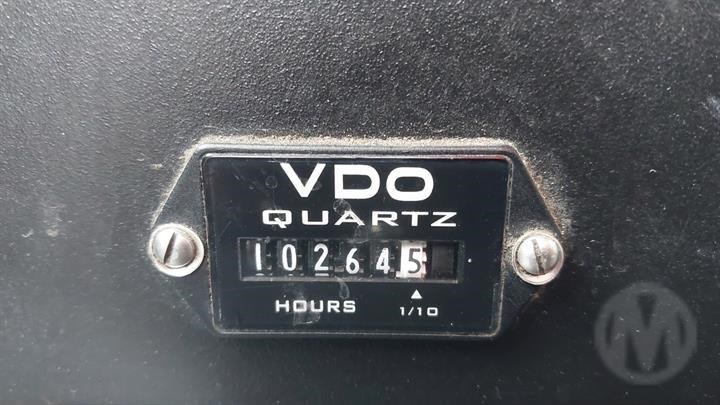 VDO
QUARTZ
102645
HOURS 1/10
M